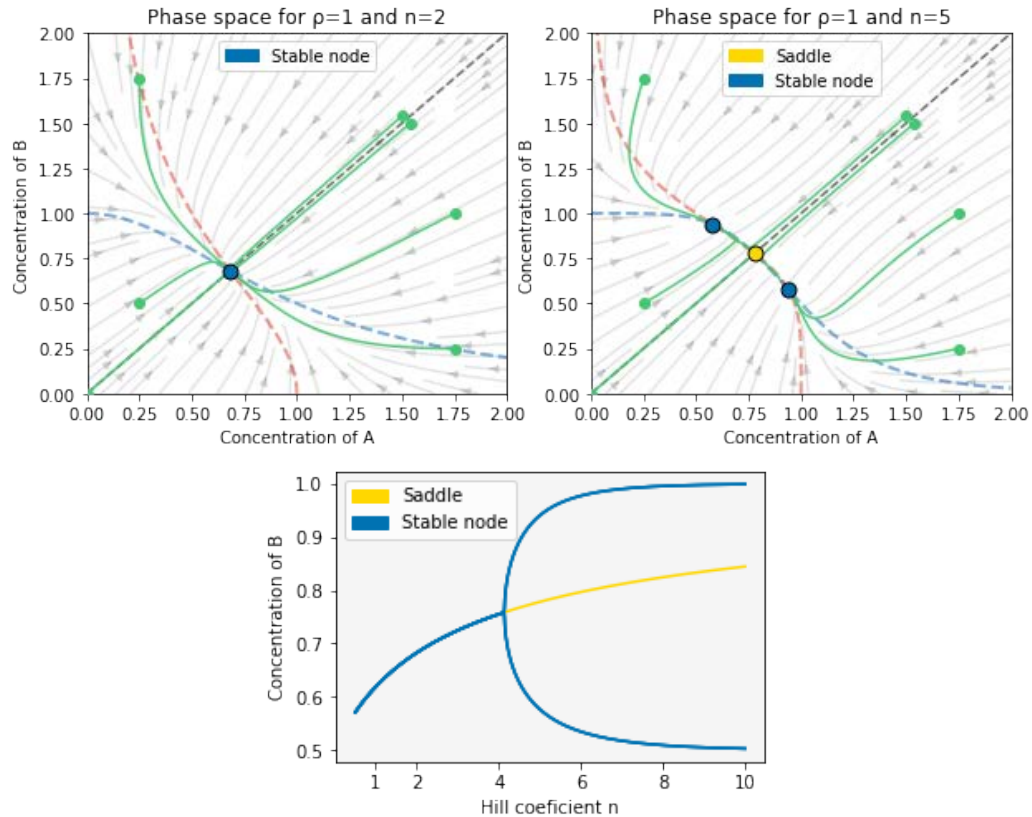 Phase space for ρ=1 and n=2
Stable node
Concentration of B
2.00
1.75
1.50
1.25
1.00
0.75
0.50
0.25
0.00
0.00 0.25 0.50 0.75 1.00 1.25 1.50 1.75 2.00
Concentration of A
Phase space for ρ=1 and n=5
Saddle
Stable node
Concentration of B
2.00
1.75
1.50
1.25
1.00
0.75
0.50
0.25
0.00
0.00 0.25 0.50 0.75 1.00 1.25 1.50 1.75 2.00
Concentration of A
Saddle
Stable node
Concentration of B
1.0
0.9
0.8
0.7
0.6
0.5
1 2 4 6 8 10
Hill coeficient n